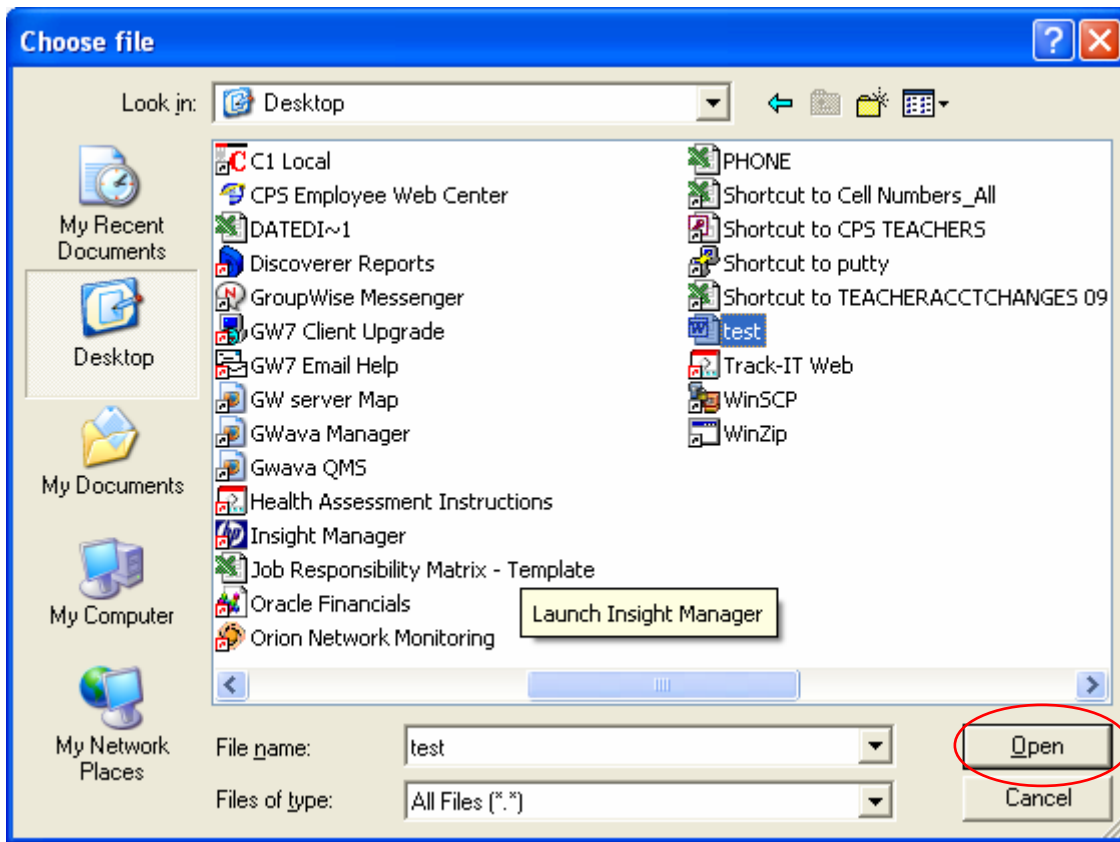 Choose file
Look in:
Desktop
My Recent
Documents
Desktop
My Documents
My Computer
My Network
Places
C1 Local
CPS Employee Web Center
DATEDI~1
Discoverer Reports
GroupWise Messenger
GW7 Client Upgrade
GW7 Email Help
GW server Map
GWava Manager
Gwava QMS
Health Assessment Instructions
Insight Manager
Job Responsibility Matrix - Template
Oracle Financials
Orion Network Monitoring
PHONE
Shortcut to Cell Numbers_All
Shortcut to CPS TEACHERS
Shortcut to putty
Shortcut to TEACHERACCTCHANGES 09
test
Track-IT Web
WinSCP
WinZip
Launch Insight Manager
File name:
test
Open
Files of type:
All Files (*.*)
Cancel